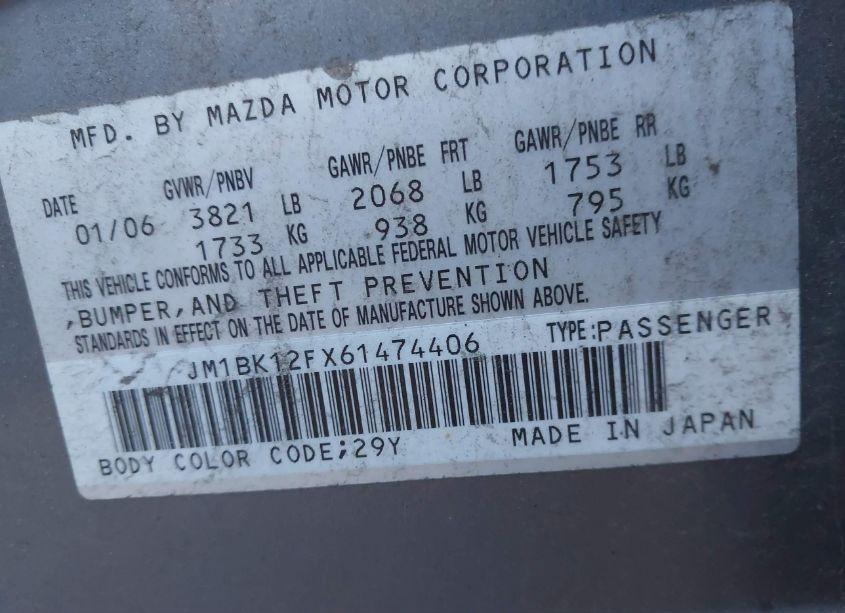 MFD. BY MAZDA MOTOR CORPORATION
DATE GVWR/PNBV GAWR/PNBE FRT GAWR/PNBE RR
01/06 3821 LB 2068 LB 1753 LB
1733 KG 938 KG 795 KG
THIS VEHICLE CONFORMS TO ALL APPLICABLE FEDERAL MOTOR VEHICLE SAFETY
,BUMPER,AND THEFT PREVENTION
STANDARDS IN EFFECT ON THE DATE OF MANUFACTURE SHOWN ABOVE.
JM1BK12FX61474406 TYPE:PASSENGER
BODY COLOR CODE;29Y MADE IN JAPAN